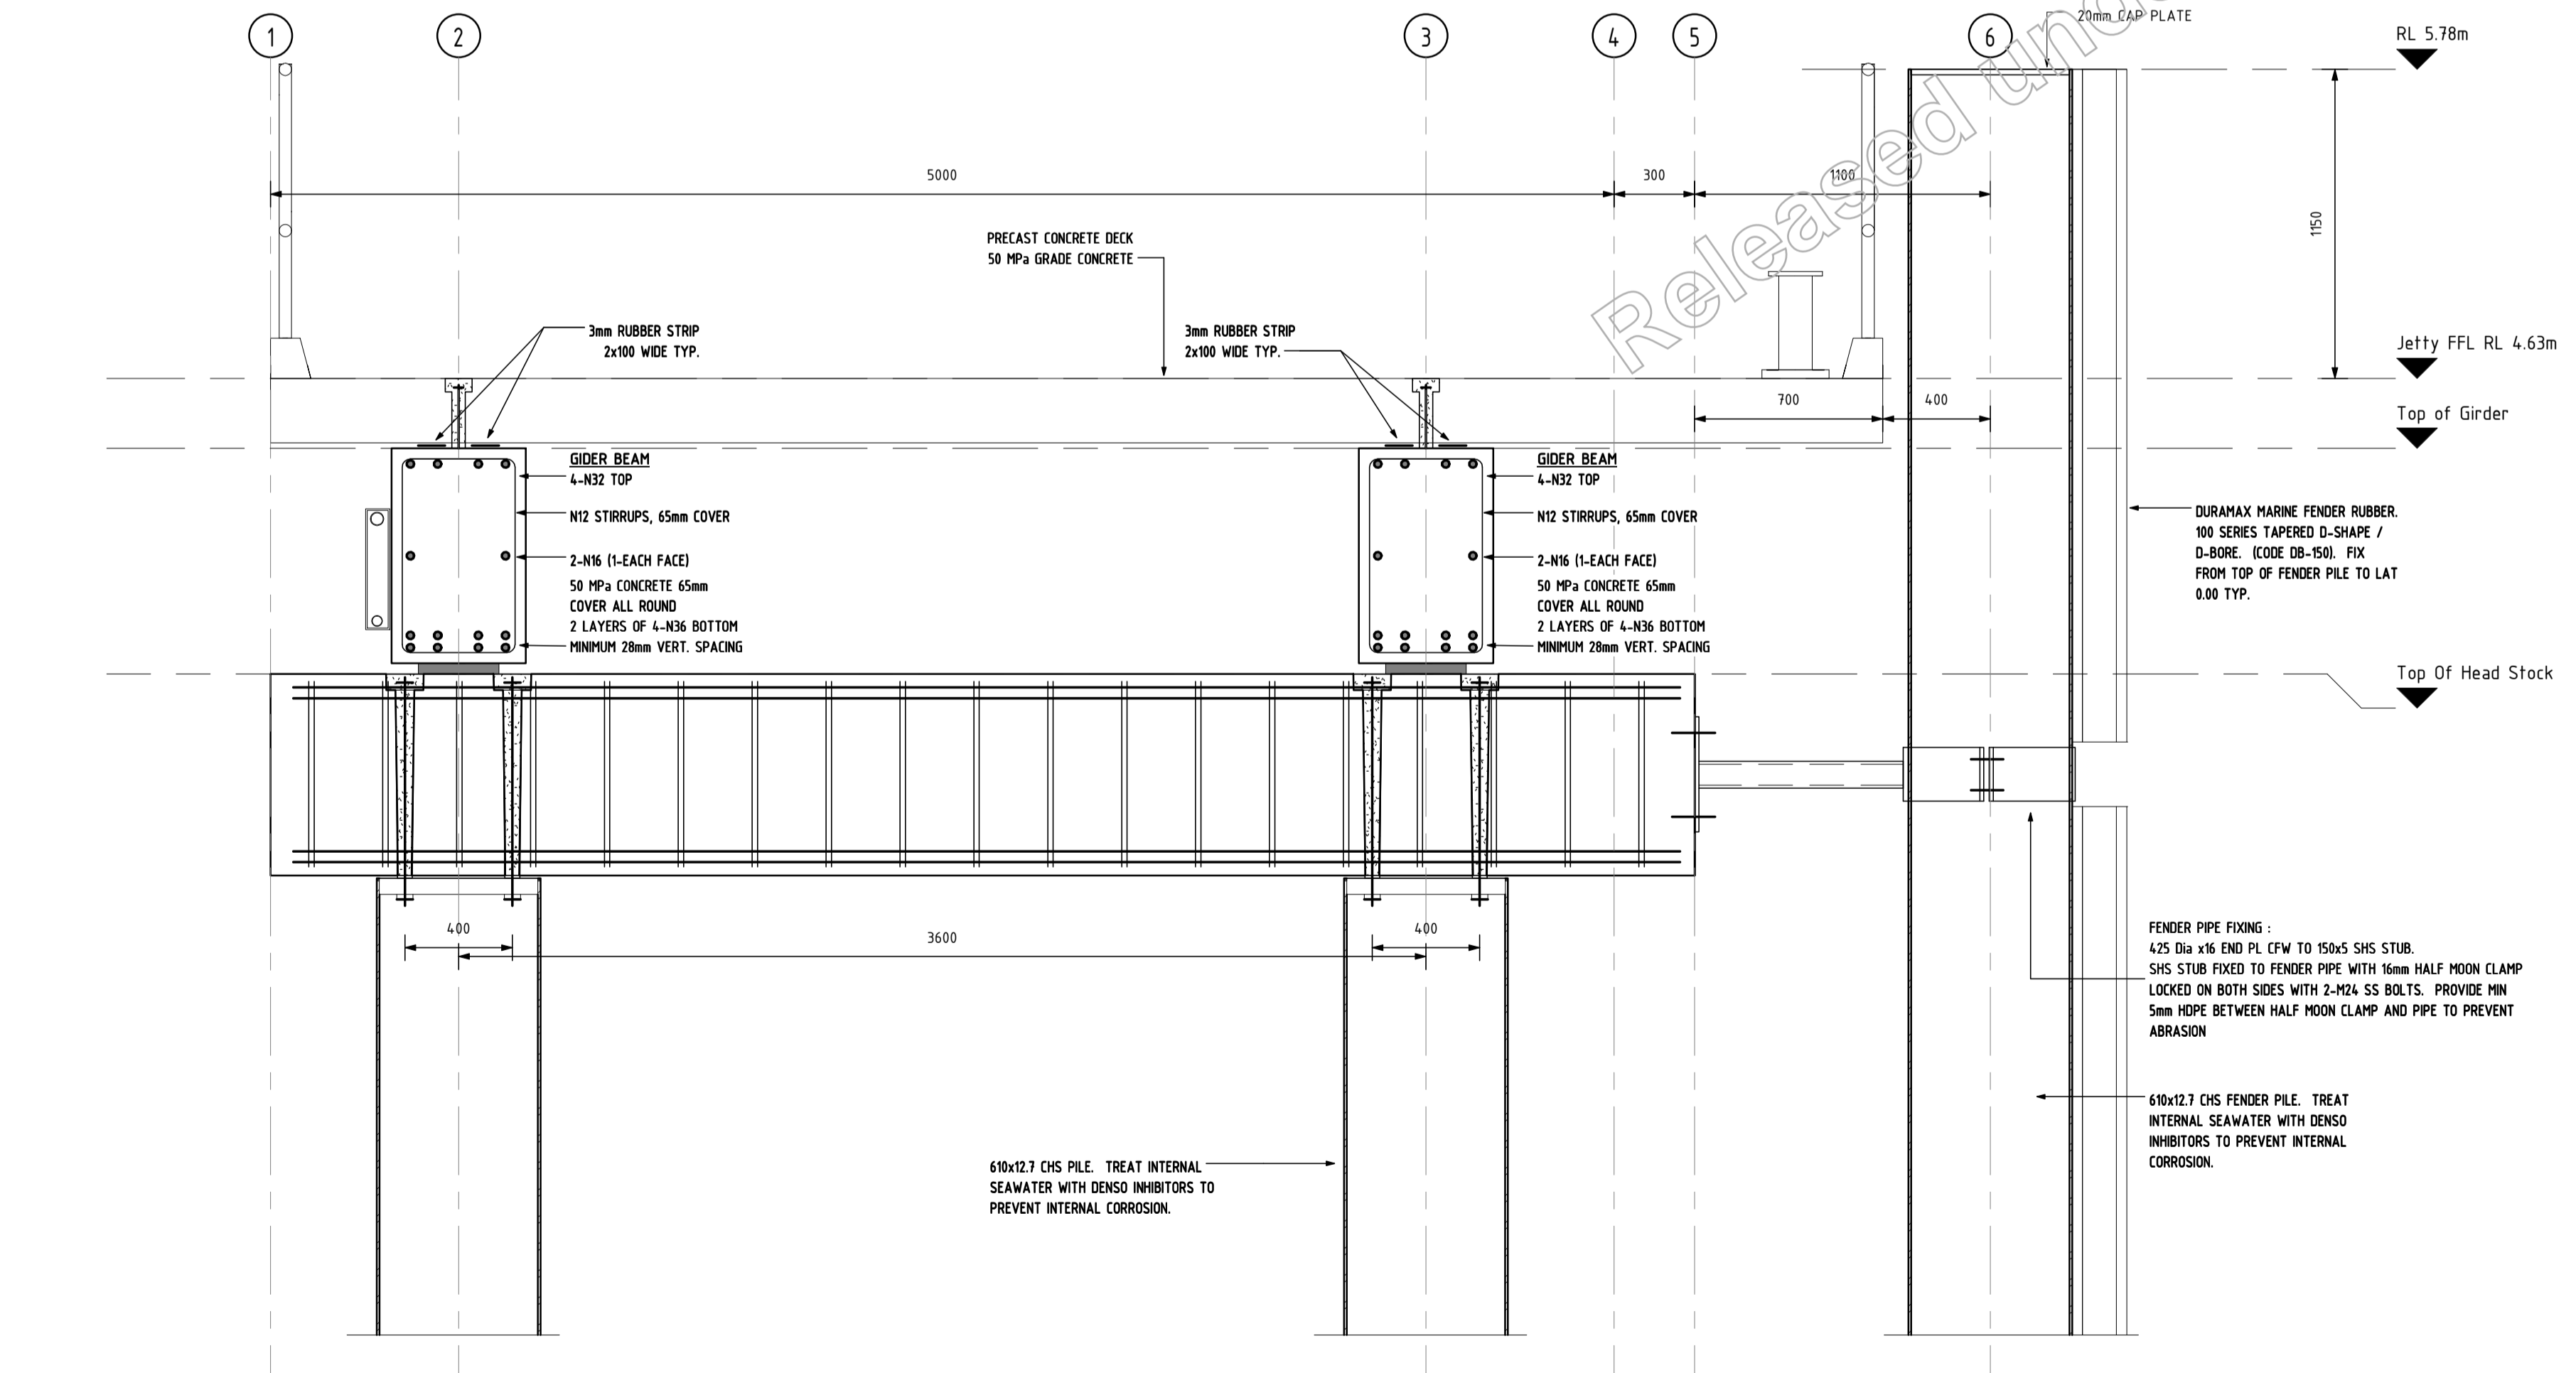 1
2
3
4
5
6
20mm CAP PLATE
RL 5.78m
Released und
5000
300
1100
1150
PRECAST CONCRETE DECK
50 MPa GRADE CONCRETE
3mm RUBBER STRIP
2x100 WIDE TYP.
3mm RUBBER STRIP
2x100 WIDE TYP.
Jetty FFL RL 4.63m
700
400
Top of Girder
GIDER BEAM
4-N32 TOP
N12 STIRRUPS, 65mm COVER
2-N16 (1-EACH FACE)
50 MPa CONCRETE 65mm
COVER ALL ROUND
2 LAYERS OF 4-N36 BOTTOM
MINIMUM 28mm VERT. SPACING
GIDER BEAM
4-N32 TOP
N12 STIRRUPS, 65mm COVER
2-N16 (1-EACH FACE)
50 MPa CONCRETE 65mm
COVER ALL ROUND
2 LAYERS OF 4-N36 BOTTOM
MINIMUM 28mm VERT. SPACING
DURAMAX MARINE FENDER RUBBER.
100 SERIES TAPERED D-SHAPE /
D-BORE. (CODE DB-150). FIX
FROM TOP OF FENDER PILE TO LAT
0.00 TYP.
Top Of Head Stock
400
3600
400
FENDER PIPE FIXING :
425 Dia x16 END PL CFW TO 150x5 SHS STUB.
SHS STUB FIXED TO FENDER PIPE WITH 16mm HALF MOON CLAMP
LOCKED ON BOTH SIDES WITH 2-M24 SS BOLTS. PROVIDE MIN
5mm HDPE BETWEEN HALF MOON CLAMP AND PIPE TO PREVENT
ABRASION
610x12.7 CHS PILE. TREAT INTERNAL
SEAWATER WITH DENSO INHIBITORS TO
PREVENT INTERNAL CORROSION.
610x12.7 CHS FENDER PILE. TREAT
INTERNAL SEAWATER WITH DENSO
INHIBITORS TO PREVENT INTERNAL
CORROSION.